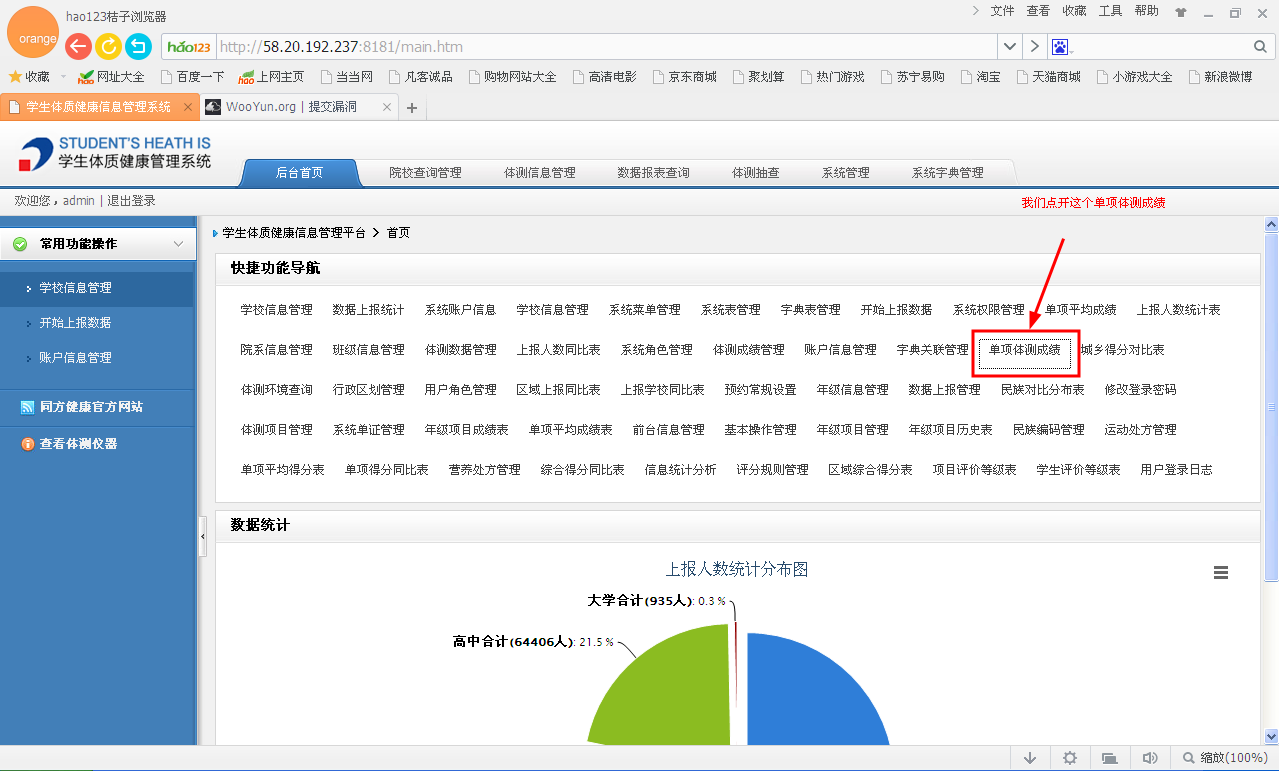 hao123桔子浏览器
文件 查看 收藏 工具 帮助
orange
hao123 http://58.20.192.237:8181/main.htm
收藏 网址大全 百度一下 上网主页 当当网 凡客诚品 购物网站大全 高清电影 京东商城 聚划算 热门游戏 苏宁易购 淘宝 天猫商城 小游戏大全 新浪微博
学生体质健康信息管理系统 WooYun.org | 提交漏洞
STUDENT'S HEATH IS
学生体质健康管理系统
后台首页 院校查询管理 体测信息管理 数据报表查询 体测抽查 系统管理 系统字典管理
欢迎您，admin | 退出登录
我们点开这个单项体测成绩
常用功能操作
学校信息管理
开始上报数据
账户信息管理
同方健康官方网站
查看体测仪器
学生体质健康信息管理平台 > 首页
快捷功能导航
学校信息管理 数据上报统计 系统账户信息 学校信息管理 系统菜单管理 系统表管理 字典表管理 开始上报数据 系统权限管理 单项平均成绩 上报人数统计表
院系信息管理 班级信息管理 体测数据管理 上报人数同比表 系统角色管理 体测成绩管理 账户信息管理 字典关联管理 单项体测成绩 城乡得分对比表
体测环境查询 行政区划管理 用户角色管理 区域上报同比表 上报学校同比表 预约常规设置 年级信息管理 数据上报管理 民族对比分布表 修改登录密码
体测项目管理 系统单证管理 年级项目成绩表 单项平均成绩表 前台信息管理 基本操作管理 年级项目管理 年级项目历史表 民族编码管理 运动处方管理
单项平均得分表 单项得分同比表 营养处方管理 综合得分同比表 信息统计分析 评分规则管理 区域综合得分表 项目评价等级表 学生评价等级表 用户登录日志
数据统计
上报人数统计分布图
大学合计(935人): 0.3 %
高中合计(64406人): 21.5 %
缩放(100%)